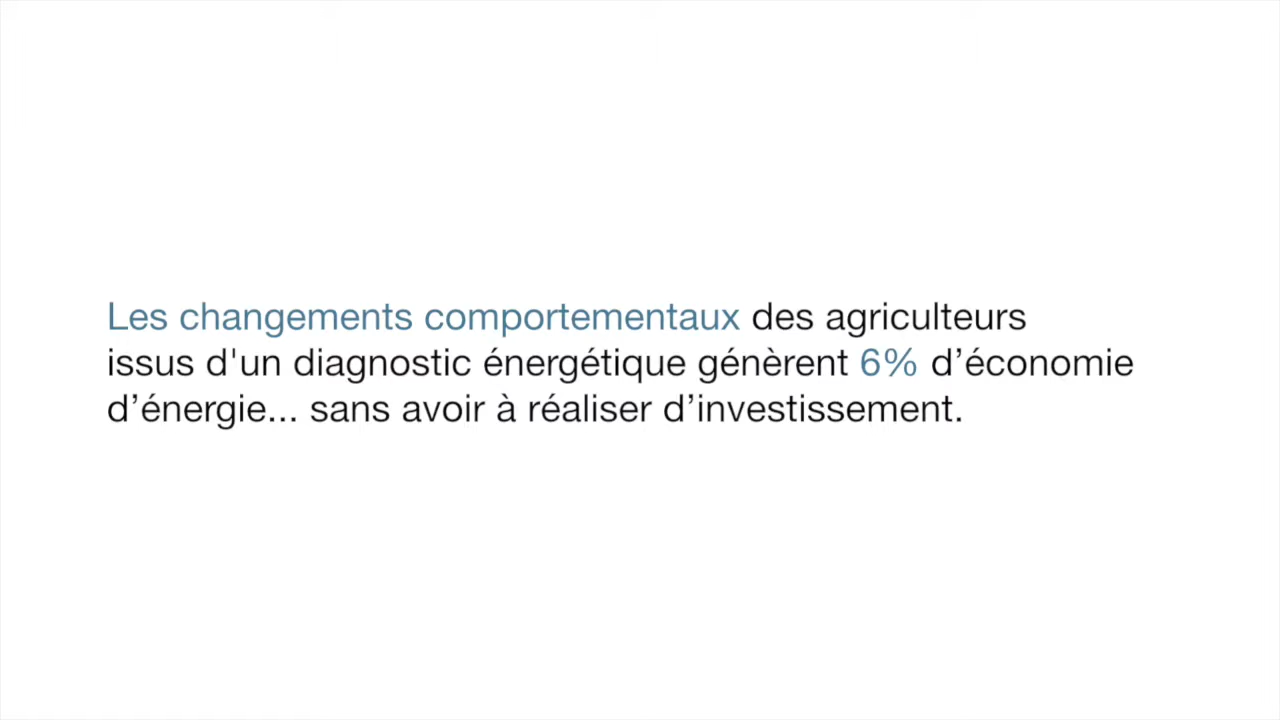 Les changements comportementaux des agriculteurs
issus d'un diagnostic énergétique génèrent 6% d’économie
d’énergie... sans avoir à réaliser d’investissement.